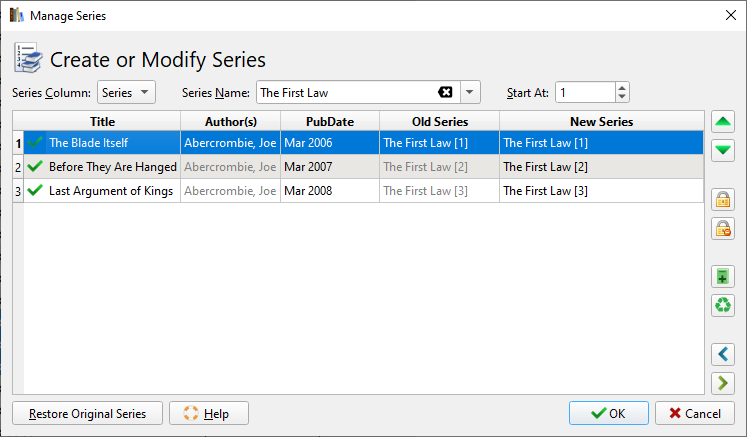 Manage Series
Create or Modify Series
Series Column: Series Series Name: The First Law Start At: 1
Title Author(s) PubDate Old Series New Series
1 The Blade Itself Abercrombie, Joe Mar 2006 The First Law [1] The First Law [1]
2 Before They Are Hanged Abercrombie, Joe Mar 2007 The First Law [2] The First Law [2]
3 Last Argument of Kings Abercrombie, Joe Mar 2008 The First Law [3] The First Law [3]
Restore Original Series Help OK Cancel